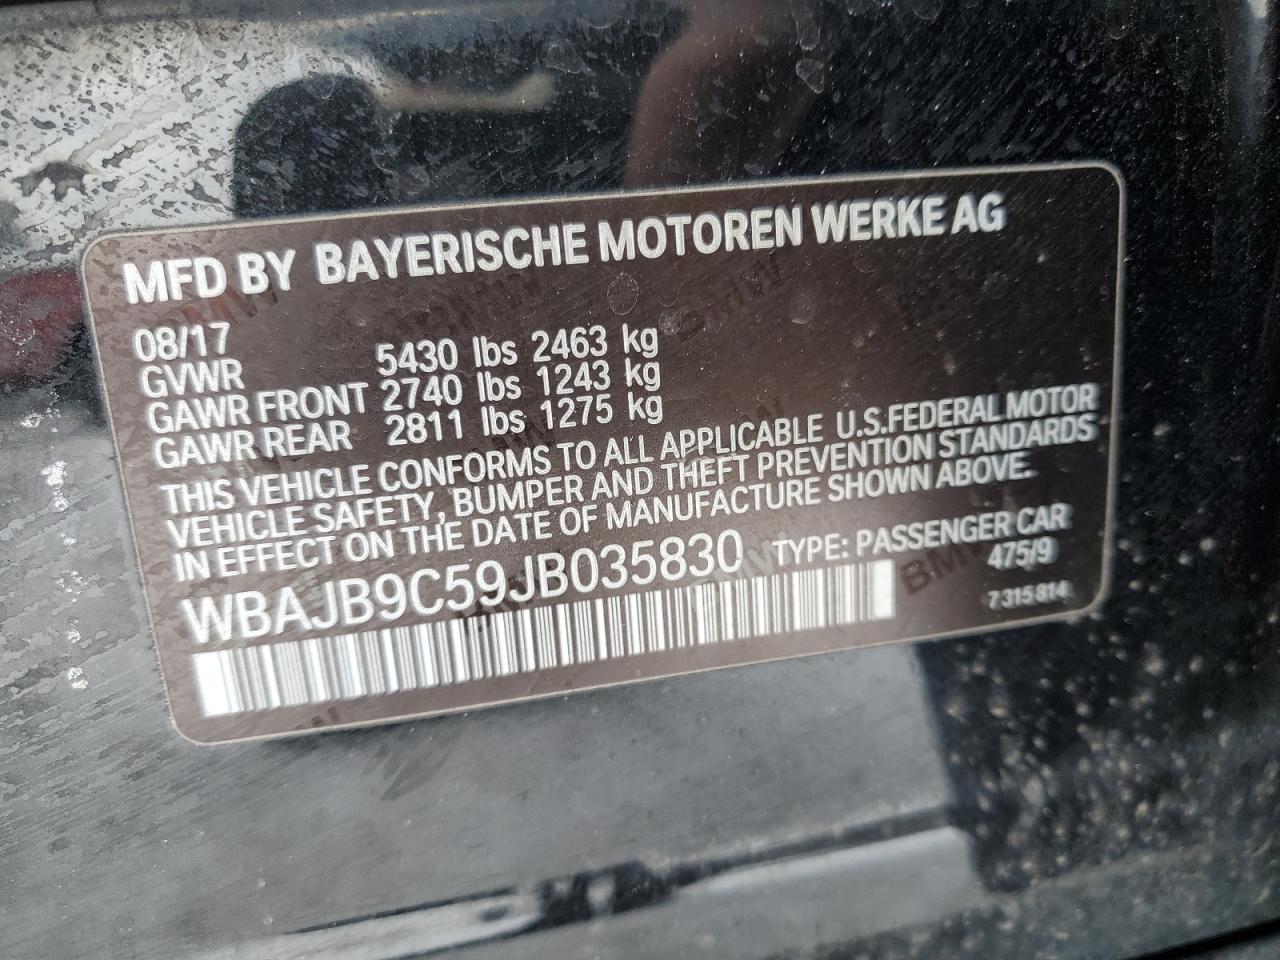 MFD BY BAYERISCHE MOTOREN WERKE AG
08/17
GVWR 5430 lbs 2463 kg
GAWR FRONT 2740 lbs 1243 kg
GAWR REAR 2811 lbs 1275 kg
THIS VEHICLE CONFORMS TO ALL APPLICABLE U.S.FEDERAL MOTOR
VEHICLE SAFETY, BUMPER AND THEFT PREVENTION STANDARDS
IN EFFECT ON THE DATE OF MANUFACTURE SHOWN ABOVE.
WBAJB9C59JB035830 TYPE: PASSENGER CAR
475/9
7 315 814